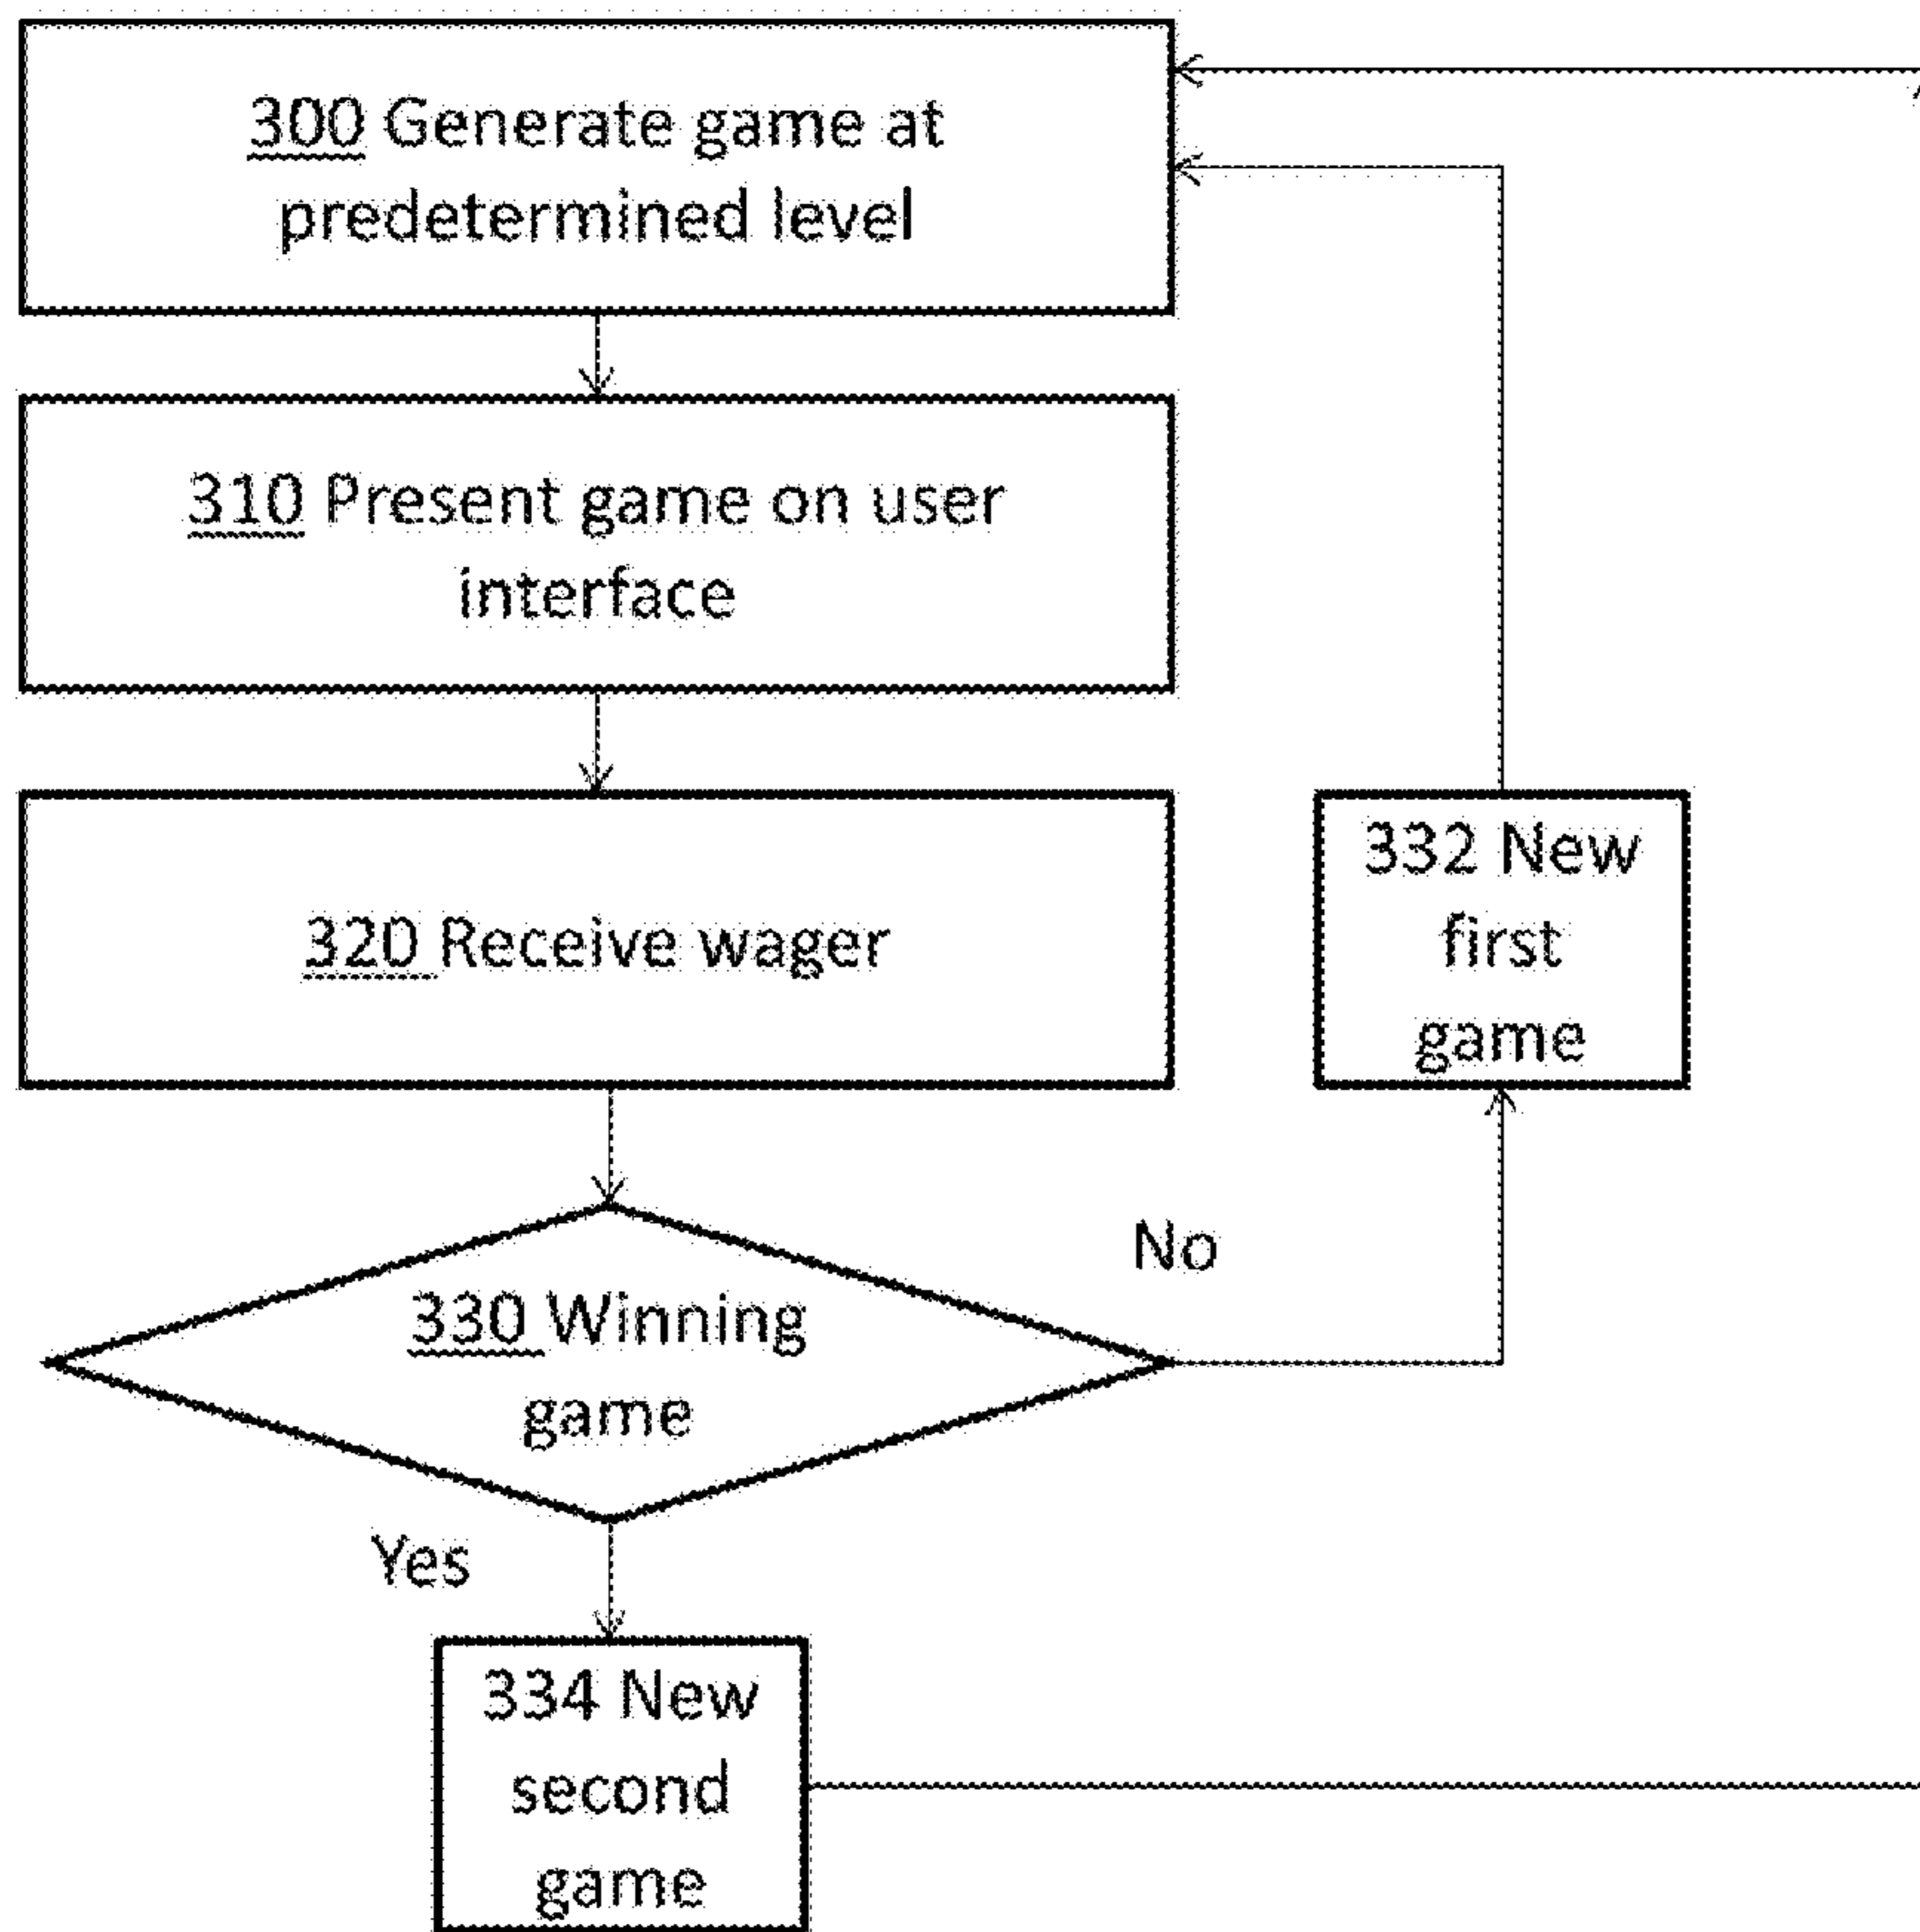 300 Generate game at
predetermined level
310 Present game on user
interface
320 Receive wager
332 New
first
game
No
330 Winning
game
Yes
334 New
second
game